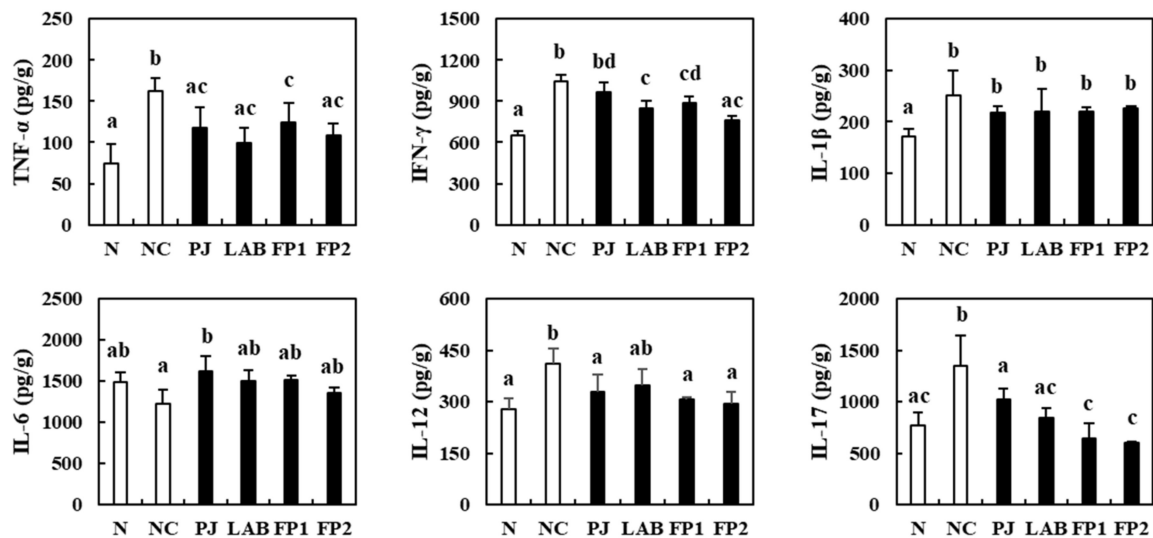 TNF-α (pg/g)
250
200
150
100
50
0
a
b
ac
ac
c
ac
N NC PJ LAB FP1 FP2
IFN-γ (pg/g)
1500
1200
900
600
300
0
a
b
bd
c
cd
ac
N NC PJ LAB FP1 FP2
IL-1β (pg/g)
400
300
200
100
0
a
b
b
b
b
b
N NC PJ LAB FP1 FP2
IL-6 (pg/g)
2500
2000
1500
1000
500
0
ab
a
b
ab
ab
ab
N NC PJ LAB FP1 FP2
IL-12 (pg/g)
600
450
300
150
0
a
b
a
ab
a
a
N NC PJ LAB FP1 FP2
IL-17 (pg/g)
2000
1500
1000
500
0
ac
b
a
ac
c
c
N NC PJ LAB FP1 FP2